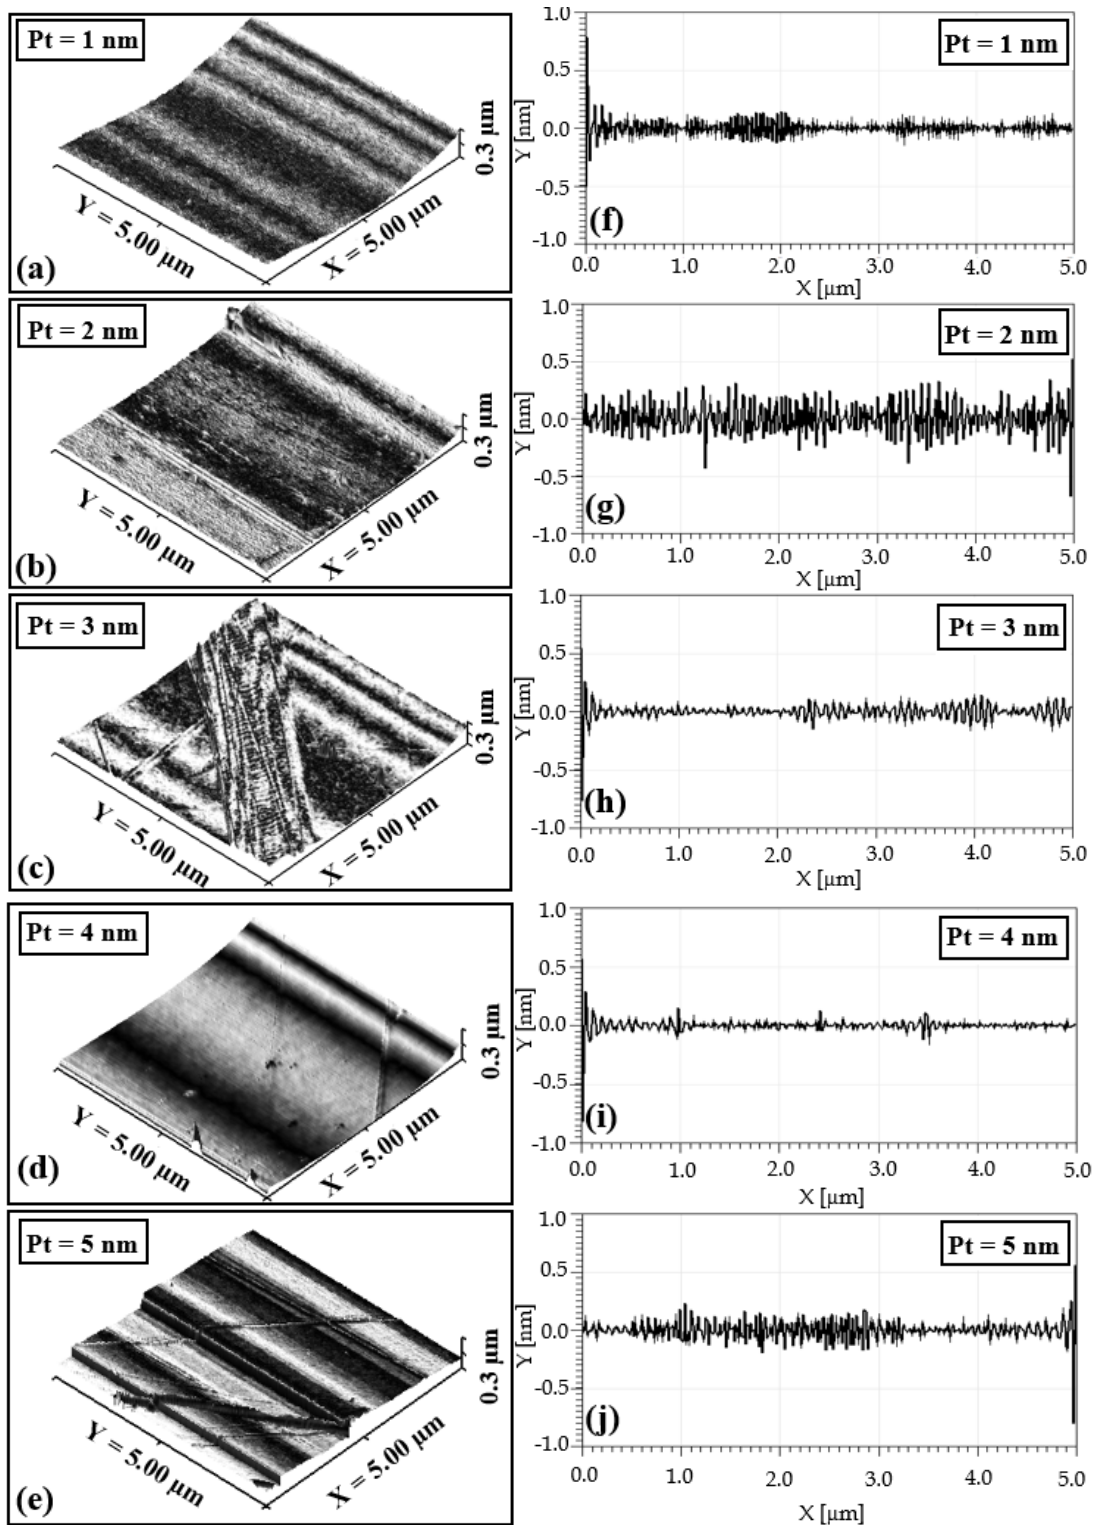 Pt = 1 nm
0.3 µm
Y = 5.00 µm
X = 5.00 µm
(a)
1.0
0.5
0.0
-0.5
-1.0
Y [nm]
Pt = 1 nm
(f)
0.0 1.0 2.0 3.0 4.0 5.0
X [µm]
Pt = 2 nm
0.3 µm
Y = 5.00 µm
X = 5.00 µm
(b)
1.0
0.5
0.0
-0.5
-1.0
Y [nm]
Pt = 2 nm
(g)
0.0 1.0 2.0 3.0 4.0 5.0
X [µm]
Pt = 3 nm
0.3 µm
Y = 5.00 µm
X = 5.00 µm
(c)
1.0
0.5
0.0
-0.5
-1.0
Y [nm]
Pt = 3 nm
(h)
0.0 1.0 2.0 3.0 4.0 5.0
X [µm]
Pt = 4 nm
0.3 µm
Y = 5.00 µm
X = 5.00 µm
(d)
1.0
0.5
0.0
-0.5
-1.0
Y [nm]
Pt = 4 nm
(i)
0.0 1.0 2.0 3.0 4.0 5.0
X [µm]
Pt = 5 nm
0.3 µm
Y = 5.00 µm
X = 5.00 µm
(e)
1.0
0.5
0.0
-0.5
-1.0
Y [nm]
Pt = 5 nm
(j)
0.0 1.0 2.0 3.0 4.0 5.0
X [µm]